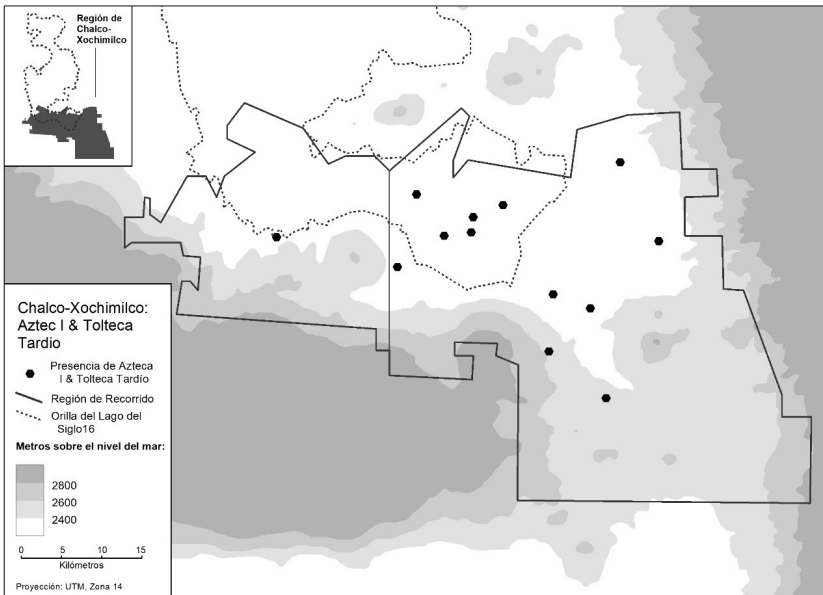 Región de
Chalco-
Xochimilco
Chalco-Xochimilco:
Aztec I & Tolteca
Tardio
Presencia de Azteca
I & Tolteca Tardío
Región de Recorrido
Orilla del Lago del
Siglo16
Metros sobre el nivel del mar:
2800
2600
2400
0 5 10 15
Kilómetros
Proyección: UTM, Zona 14